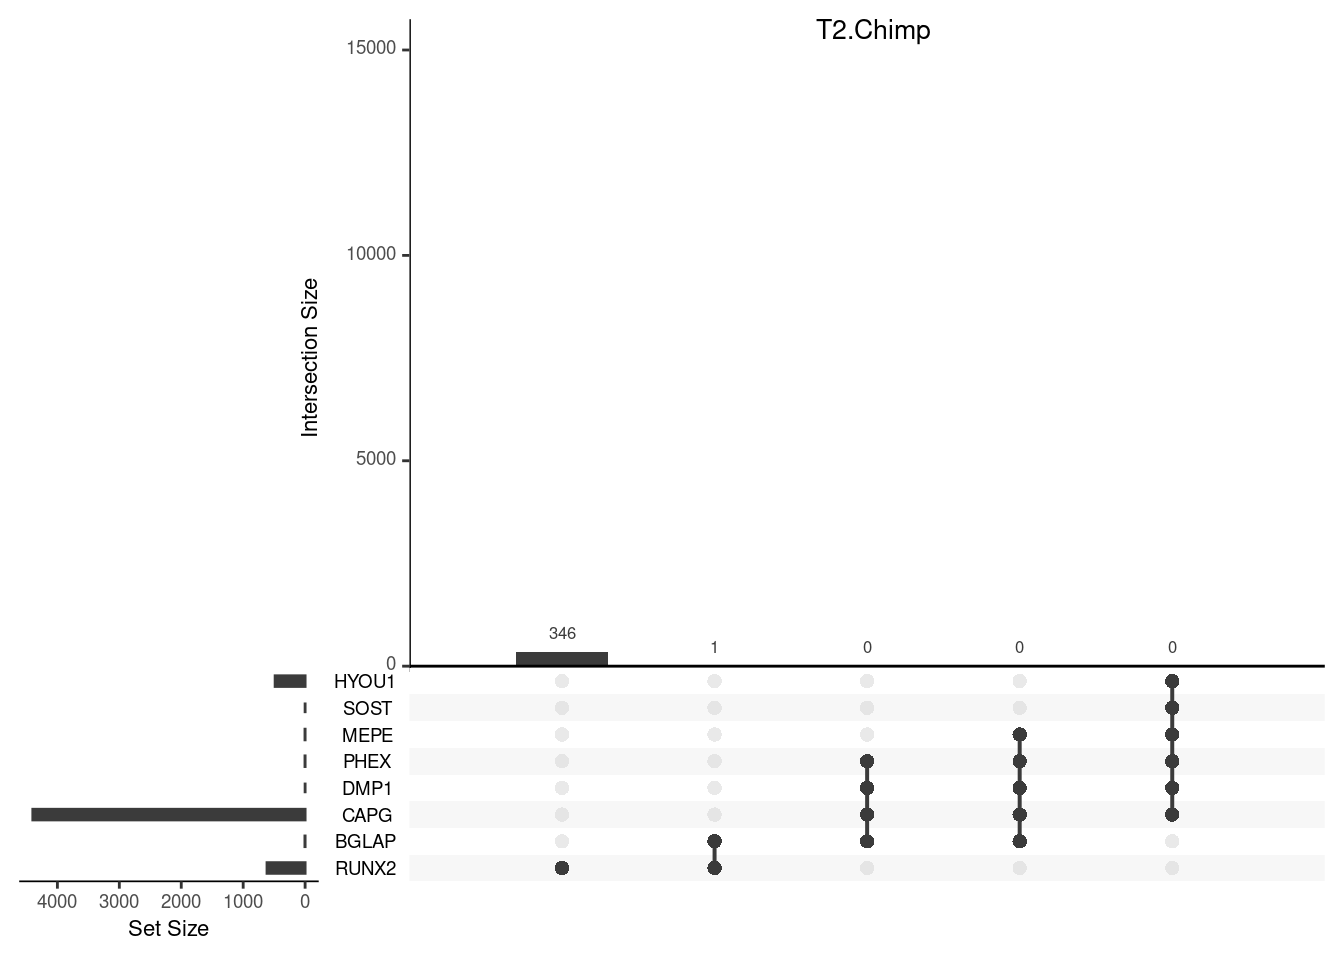 T2.Chimp
15000
10000
5000
0
Intersection Size
346
1
0
0
0
HYOU1
SOST
MEPE
PHEX
DMP1
CAPG
BGLAP
RUNX2
4000 3000 2000 1000 0
Set Size